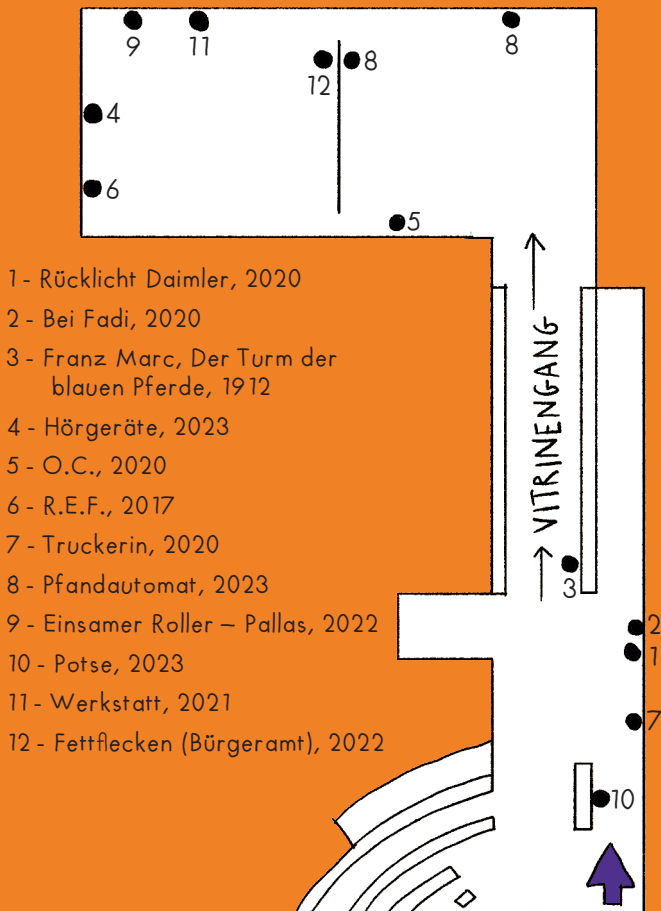 9
11
12
8
8
4
6
5
1 - Rücklicht Daimler, 2020
2 - Bei Fadi, 2020
3 - Franz Marc, Der Turm der
blauen Pferde, 1912
4 - Hörgeräte, 2023
5 - O.C., 2020
6 - R.E.F., 2017
7 - Truckerin, 2020
8 - Pfandautomat, 2023
9 - Einsamer Roller – Pallas, 2022
10 - Potse, 2023
11 - Werkstatt, 2021
12 - Fettflecken (Bürgeramt), 2022
VITRINENGANG
3
2
1
7
10